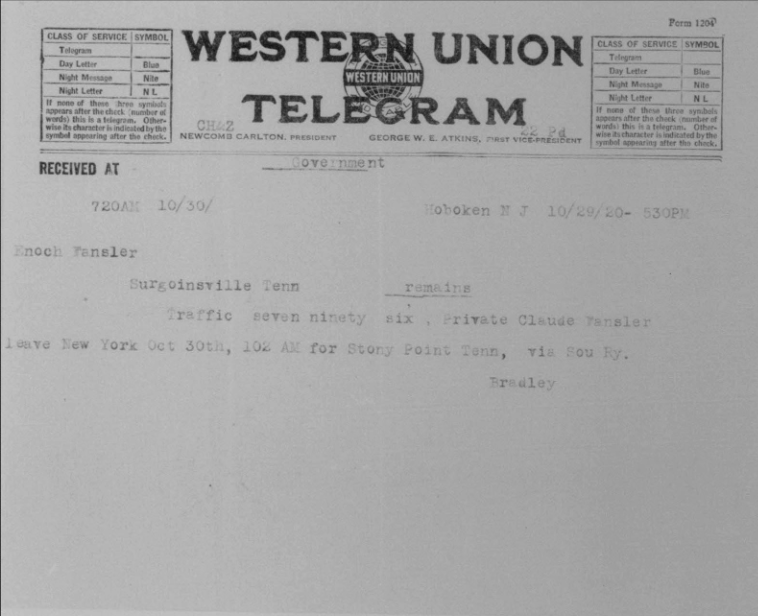 Form 1204
CLASS OF SERVICE SYMBOL
Telegram
Day Letter Blue
Night Message Nite
Night Letter N L
If none of these three symbols
appears after the check (number of
words) this is a telegram. Other-
wise its character is indicated by the
symbol appearing after the check.
WESTERN UNION
WESTERN UNION
TELEGRAM
NEWCOMB CARLTON, PRESIDENT GEORGE W. E. ATKINS, FIRST VICE-PRESIDENT
CLASS OF SERVICE SYMBOL
Telegram
Day Letter Blue
Night Message Nite
Night Letter N L
If none of these three symbols
appears after the check (number of
words) this is a telegram. Other-
wise its character is indicated by the
symbol appearing after the check.
CH&Z 22 Pd
RECEIVED AT Government
720AM 10/30/ Hoboken N J 10/29/20- 530PM
Enoch Fansler
Surgoinsville Tenn remains
Traffic seven ninety six , Private Claude Fansler
leave New York Oct 30th, 102 AM for Stony Point Tenn, via Sou Ry.
Bradley